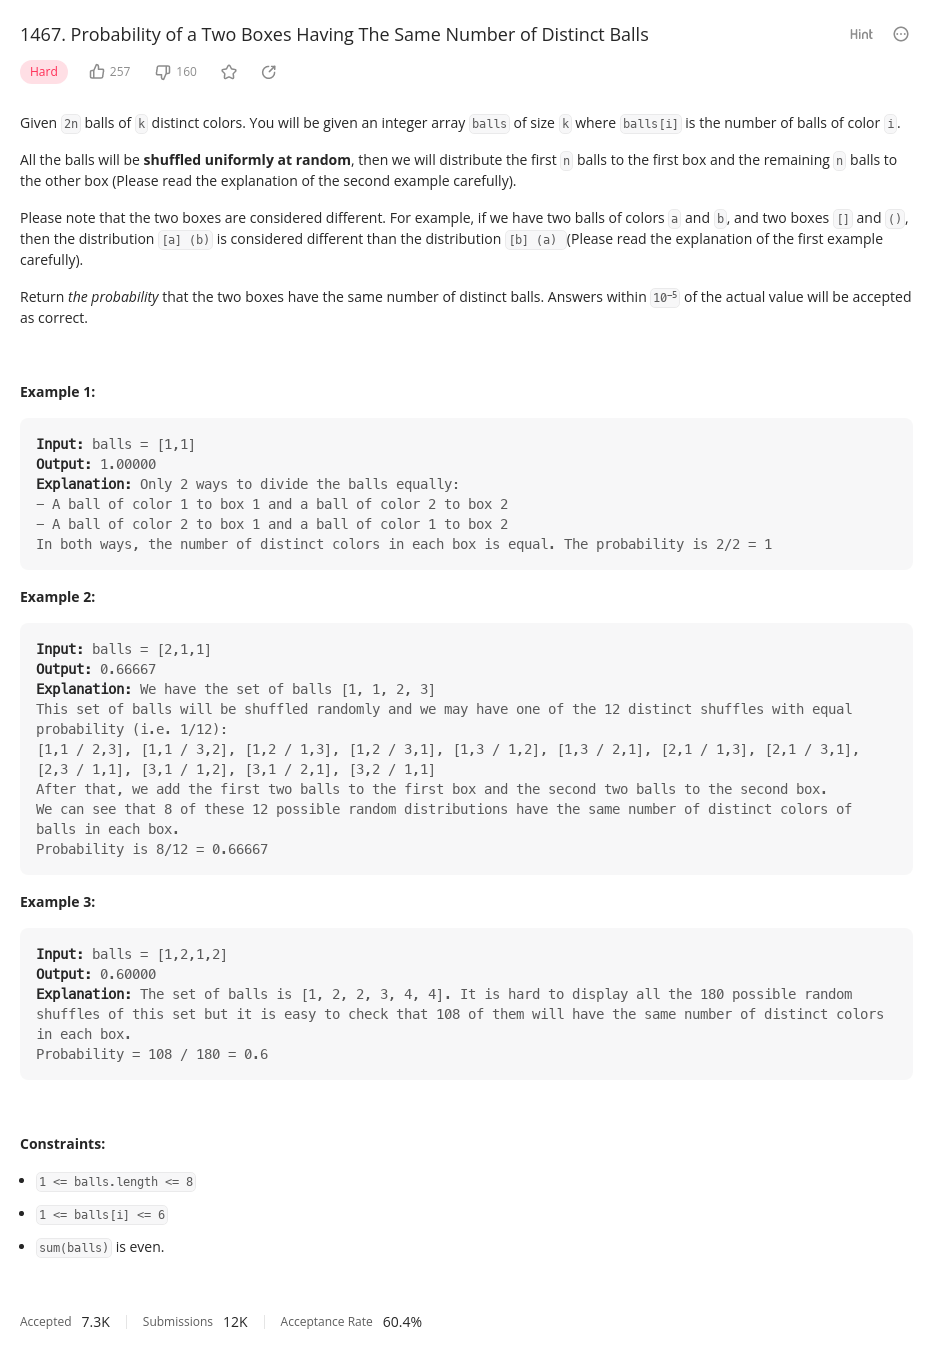 1467. Probability of a Two Boxes Having The Same Number of Distinct Balls
Hint
Hard 257 160
Given 2n balls of k distinct colors. You will be given an integer array balls of size k where balls[i] is the number of balls of color i.
All the balls will be shuffled uniformly at random, then we will distribute the first n balls to the first box and the remaining n balls to
the other box (Please read the explanation of the second example carefully).
Please note that the two boxes are considered different. For example, if we have two balls of colors a and b, and two boxes [] and (),
then the distribution [a] (b) is considered different than the distribution [b] (a) (Please read the explanation of the first example
carefully).
Return the probability that the two boxes have the same number of distinct balls. Answers within 10⁻⁵ of the actual value will be accepted
as correct.
Example 1:
Input: balls = [1,1]
Output: 1.00000
Explanation: Only 2 ways to divide the balls equally:
- A ball of color 1 to box 1 and a ball of color 2 to box 2
- A ball of color 2 to box 1 and a ball of color 1 to box 2
In both ways, the number of distinct colors in each box is equal. The probability is 2/2 = 1
Example 2:
Input: balls = [2,1,1]
Output: 0.66667
Explanation: We have the set of balls [1, 1, 2, 3]
This set of balls will be shuffled randomly and we may have one of the 12 distinct shuffles with equal
probability (i.e. 1/12):
[1,1 / 2,3], [1,1 / 3,2], [1,2 / 1,3], [1,2 / 3,1], [1,3 / 1,2], [1,3 / 2,1], [2,1 / 1,3], [2,1 / 3,1],
[2,3 / 1,1], [3,1 / 1,2], [3,1 / 2,1], [3,2 / 1,1]
After that, we add the first two balls to the first box and the second two balls to the second box.
We can see that 8 of these 12 possible random distributions have the same number of distinct colors of
balls in each box.
Probability is 8/12 = 0.66667
Example 3:
Input: balls = [1,2,1,2]
Output: 0.60000
Explanation: The set of balls is [1, 2, 2, 3, 4, 4]. It is hard to display all the 180 possible random
shuffles of this set but it is easy to check that 108 of them will have the same number of distinct colors
in each box.
Probability = 108 / 180 = 0.6
Constraints:
1 <= balls.length <= 8
1 <= balls[i] <= 6
sum(balls) is even.
Accepted 7.3K Submissions 12K Acceptance Rate 60.4%